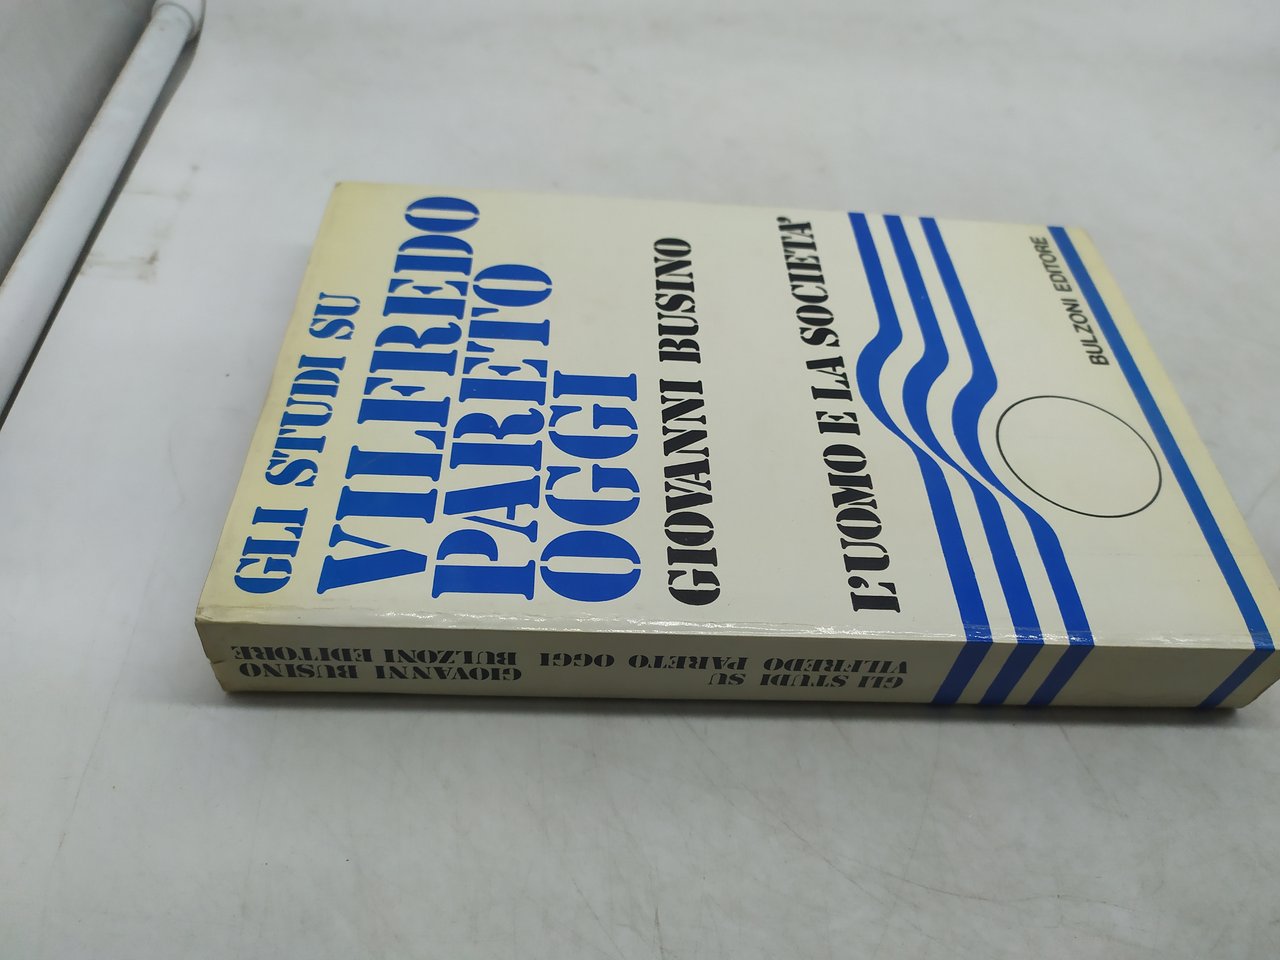 GLI STUDI SU
VILFREDO
PARETO
OGGI
GIOVANNI BUSINO
L'UOMO E LA SOCIETA'
BULZONI EDITORE
GIOVANNI BUSINO
BULZONI EDITORE
GLI STUDI SU
VILFREDO PARETO OGGI